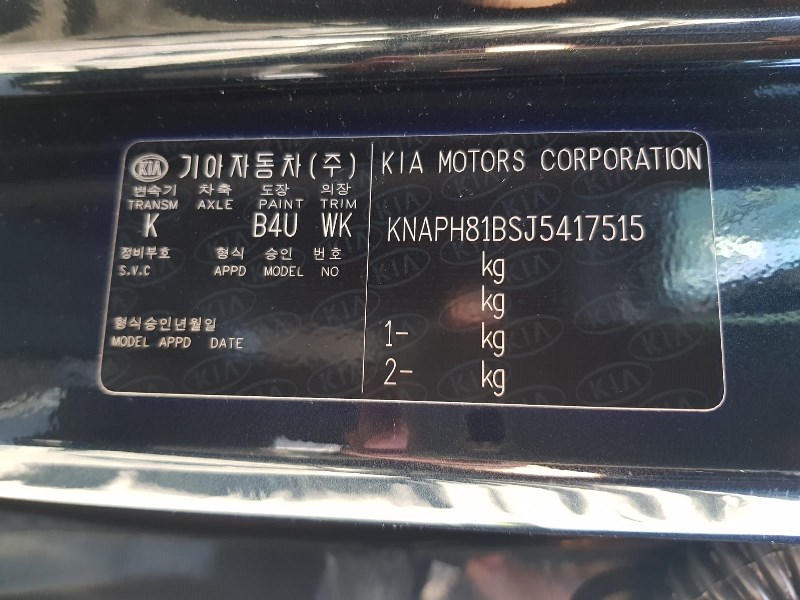 KIA 기아자동차(주)
변속기 차축 도장 의장
TRANSM AXLE PAINT TRIM
K B4U WK
정비부호 형식 승인 번호
S.V.C APPD MODEL NO
형식승인년월일
MODEL APPD DATE
KIA MOTORS CORPORATION
KNAPH81BSJ5417515
kg
kg
1- kg
2- kg